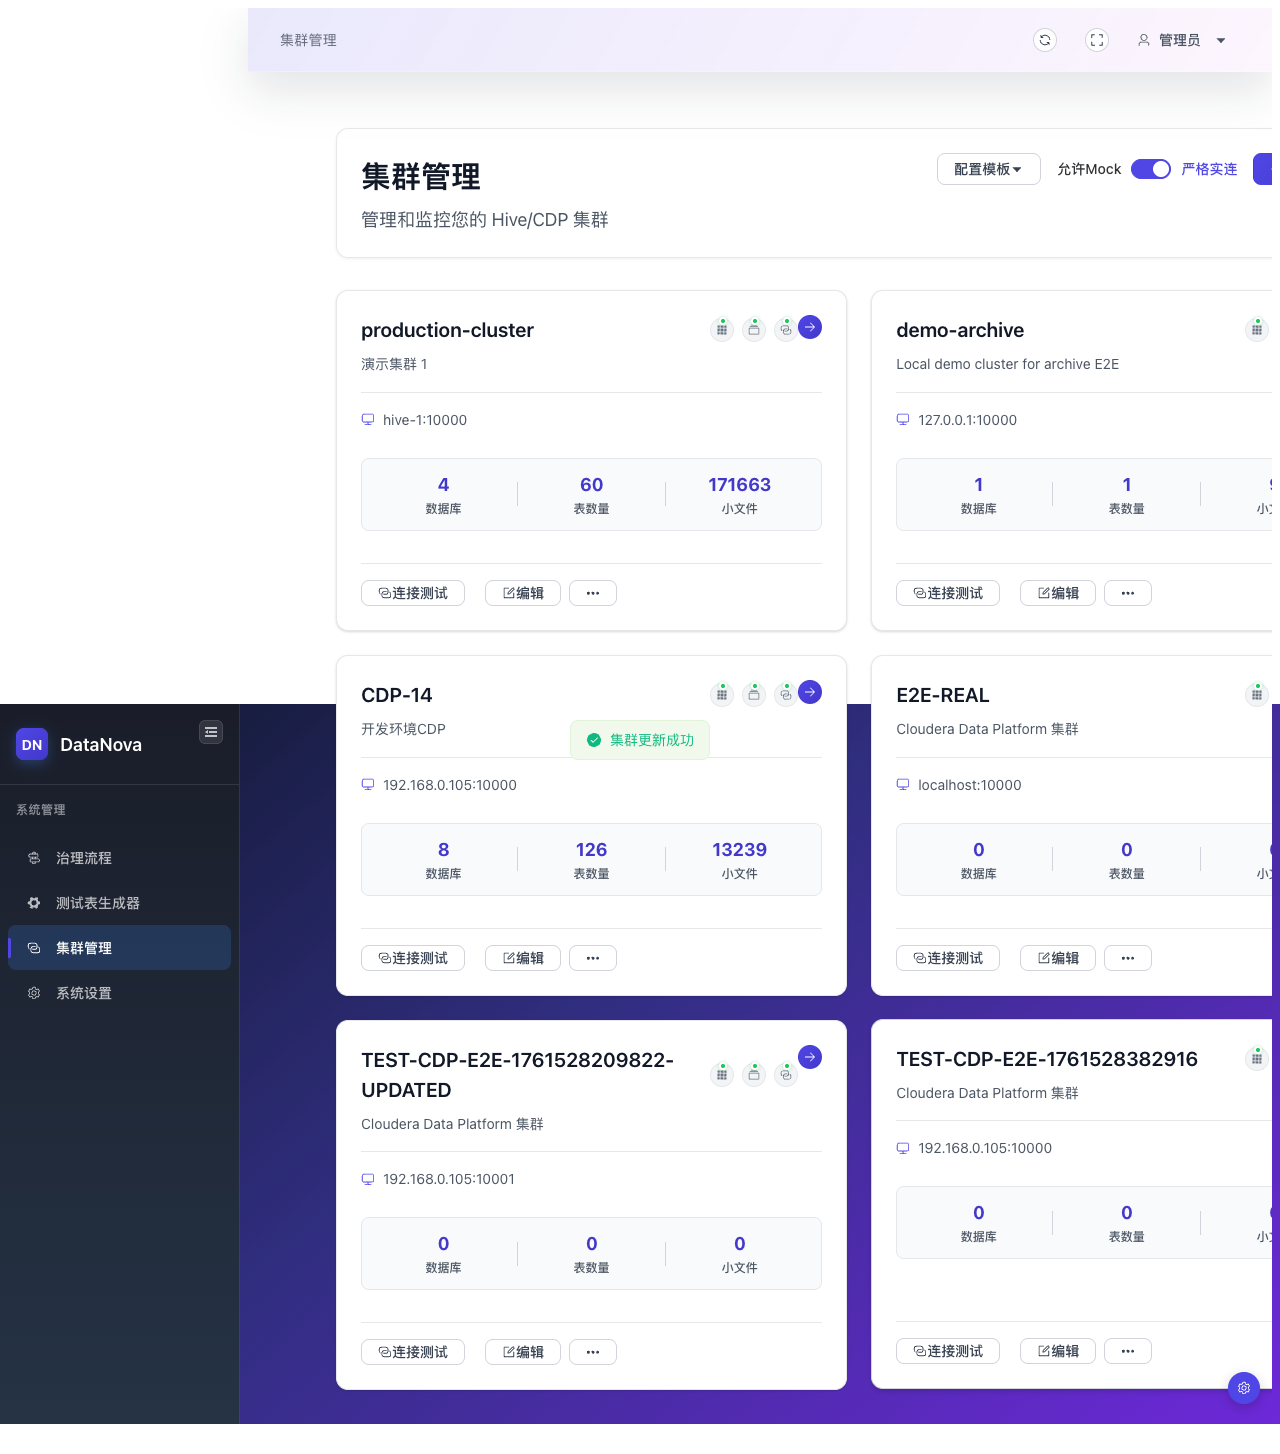 集群管理
管理员
集群管理
管理和监控您的 Hive/CDP 集群
配置模板
允许Mock
严格实连
production-cluster
演示集群 1
hive-1:10000
4
60
171663
数据库
表数量
小文件
连接测试
编辑
demo-archive
Local demo cluster for archive E2E
127.0.0.1:10000
1
1
数据库
表数量
连接测试
编辑
CDP-14
开发环境CDP
集群更新成功
192.168.0.105:10000
8
126
13239
数据库
表数量
小文件
连接测试
编辑
E2E-REAL
Cloudera Data Platform 集群
localhost:10000
0
0
数据库
表数量
连接测试
编辑
DN
DataNova
系统管理
治理流程
测试表生成器
集群管理
系统设置
TEST-CDP-E2E-1761528209822-
UPDATED
Cloudera Data Platform 集群
192.168.0.105:10001
0
0
0
数据库
表数量
小文件
连接测试
编辑
TEST-CDP-E2E-1761528382916
Cloudera Data Platform 集群
192.168.0.105:10000
0
0
数据库
表数量
连接测试
编辑